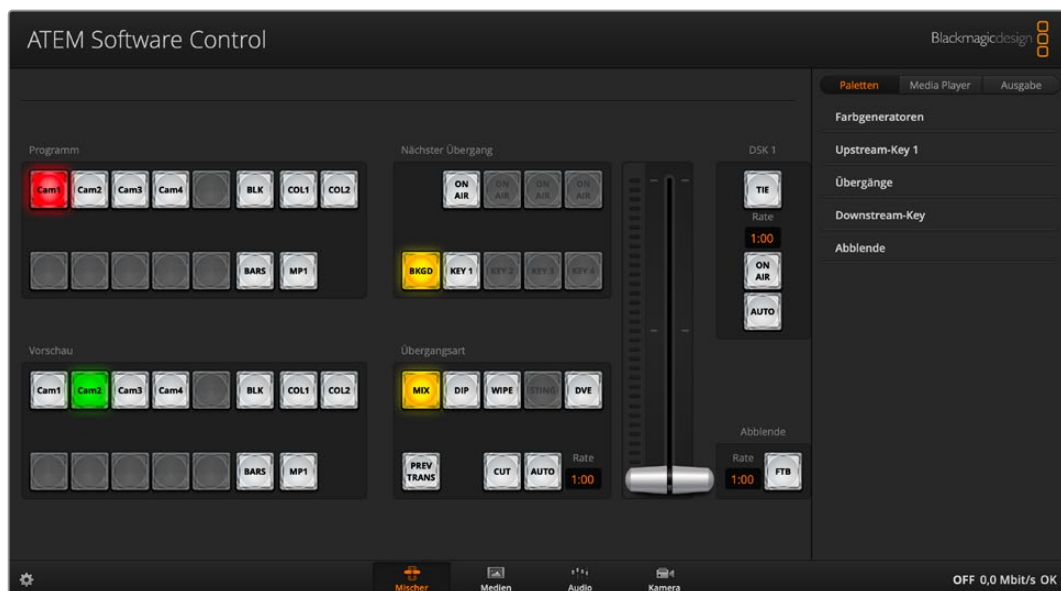 ATEM Software Control
Blackmagicdesign
Paletten Media Player Ausgabe
Farbgeneratoren
Upstream-Key 1
Übergänge
Downstream-Key
Abblende
Programm
Cam1 Cam2 Cam3 Cam4 BLK COL1 COL2
BARS MP1
Nächster Übergang
ON AIR ON AIR ON AIR ON AIR
BKGD KEY 1 KEY 2 KEY 3 KEY 4
DSK 1
TIE
Rate
1:00
ON AIR
AUTO
Vorschau
Cam1 Cam2 Cam3 Cam4 BLK COL1 COL2
BARS MP1
Übergangsart
MIX DIP WIPE STING DVE
PREV TRANS CUT AUTO
Rate
1:00
Abblende
Rate
1:00
FTB
Mischer Medien Audio Kamera
OFF 0,0 Mbit/s OK